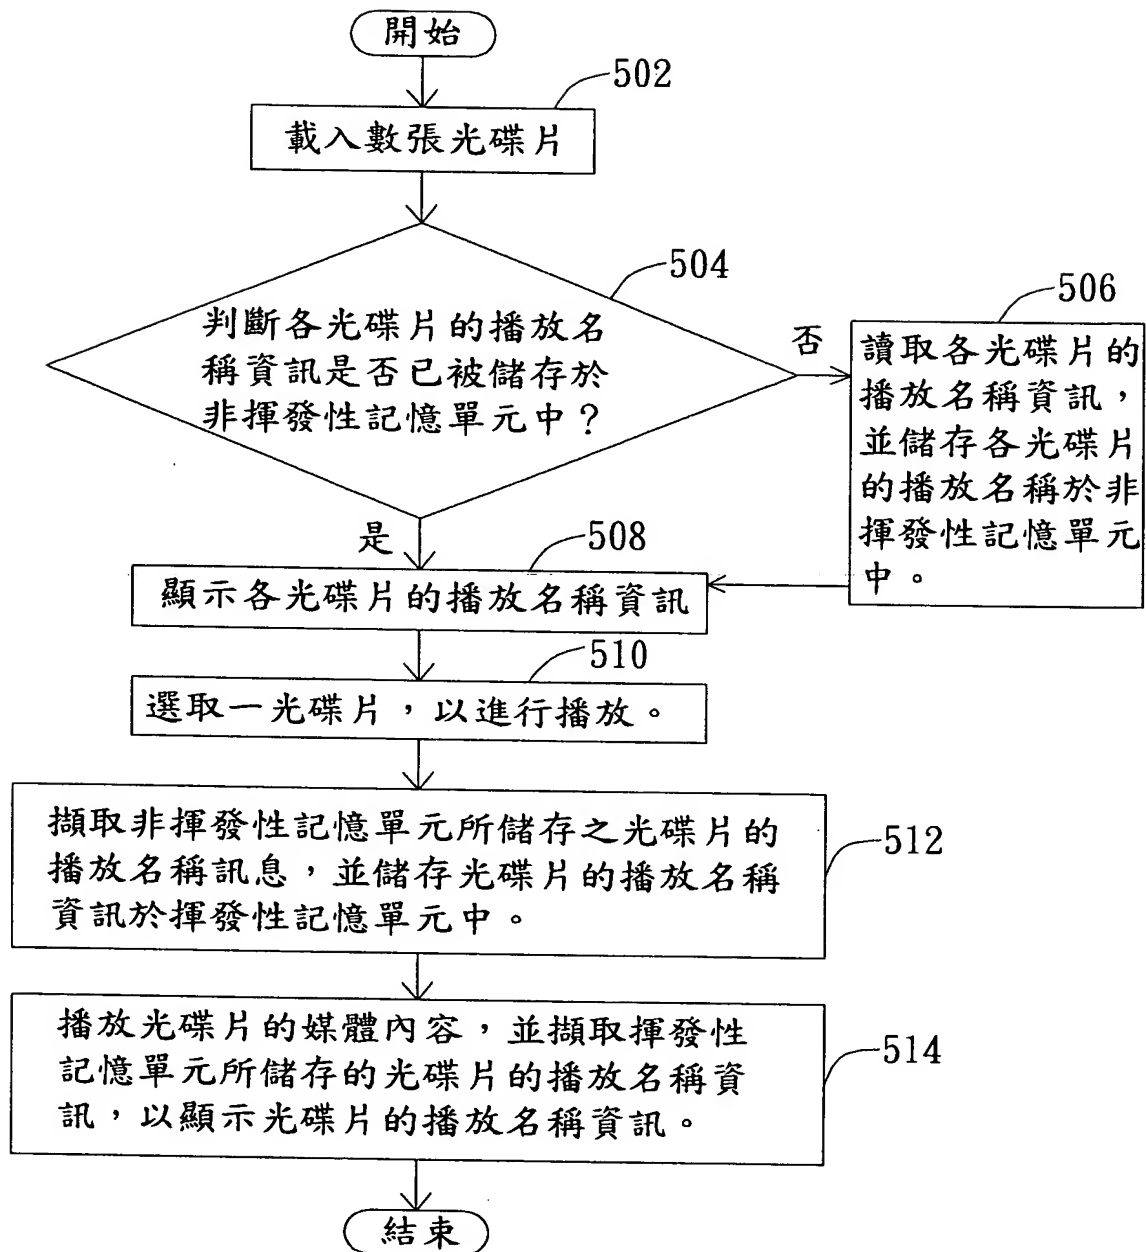 開始
502
載入數張光碟片
504
判斷各光碟片的播放名
稱資訊是否已被儲存於
非揮發性記憶單元中？
否
506
讀取各光碟片的
播放名稱資訊，
並儲存各光碟片
的播放名稱於非
揮發性記憶單元
中。
是
508
顯示各光碟片的播放名稱資訊
510
選取一光碟片，以進行播放。
512
擷取非揮發性記憶單元所儲存之光碟片的
播放名稱訊息，並儲存光碟片的播放名稱
資訊於揮發性記憶單元中。
514
播放光碟片的媒體內容，並擷取揮發性
記憶單元所儲存的光碟片的播放名稱資
訊，以顯示光碟片的播放名稱資訊。
結束